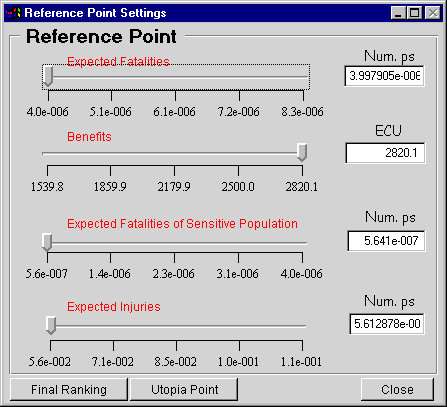 Reference Point Settings
Reference Point
Expected Fatalities
Num. ps
3.997905e-006
4.0e-006 5.1e-006 6.1e-006 7.2e-006 8.3e-006
Benefits
ECU
2820.1
1539.8 1859.9 2179.9 2500.0 2820.1
Expected Fatalities of Sensitive Population
Num. ps
5.641e-007
5.6e-007 1.4e-006 2.3e-006 3.1e-006 4.0e-006
Expected Injuries
Num. ps
5.612878e-00
5.6e-002 7.1e-002 8.5e-002 1.0e-001 1.1e-001
Final Ranking Utopia Point Close